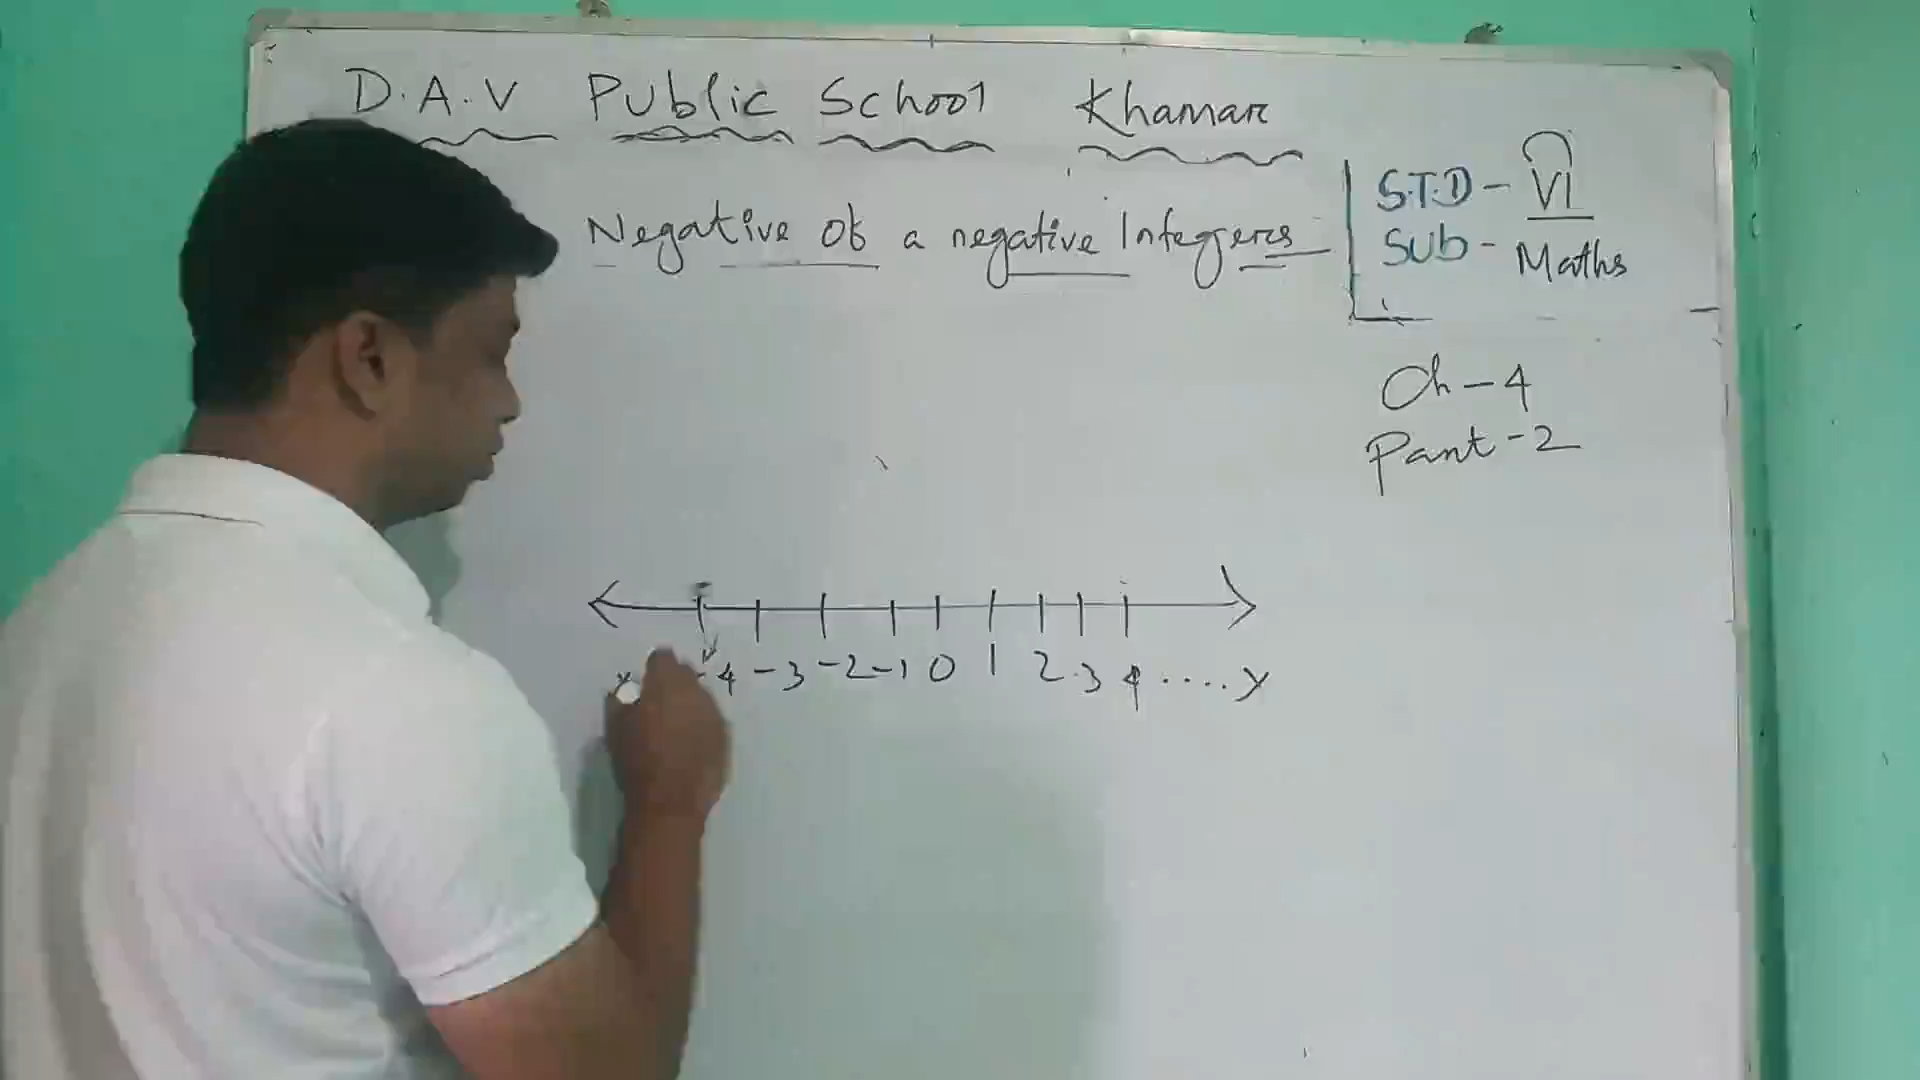 D.A.V Public School Khamar
Negative of a negative Integers
S.T.D - VI
Sub - Maths
Ch - 4
Part - 2
-4 -3 -2 -1 0 1 2 3 4 .... y